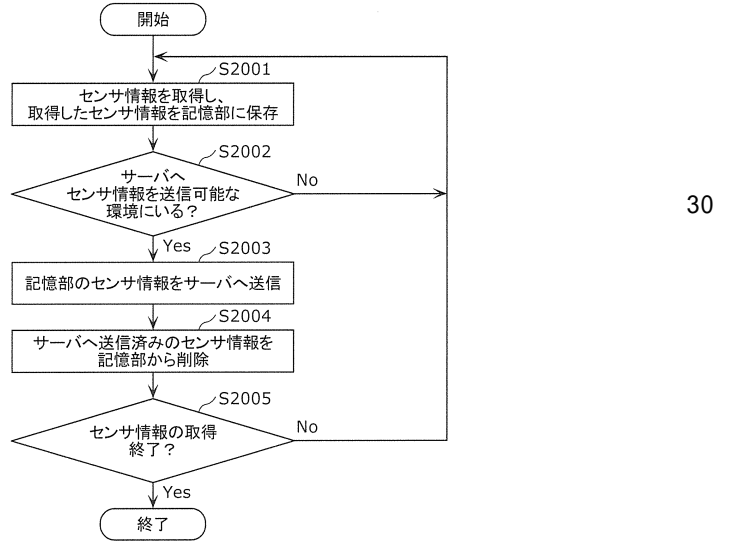 開始
S2001
センサ情報を取得し、
取得したセンサ情報を記憶部に保存
S2002
サーバへ
センサ情報を送信可能な
環境にいる？
No
30
Yes
S2003
記憶部のセンサ情報をサーバへ送信
S2004
サーバへ送信済みのセンサ情報を
記憶部から削除
S2005
センサ情報の取得
終了？
No
Yes
終了